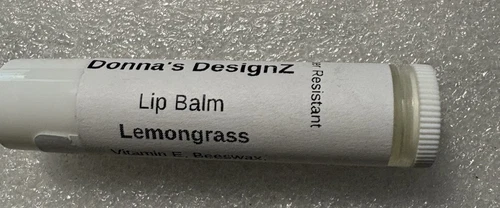 Donna's DesignZ
Lip Balm
Lemongrass
Vitamin E, Beeswax,
Resistant